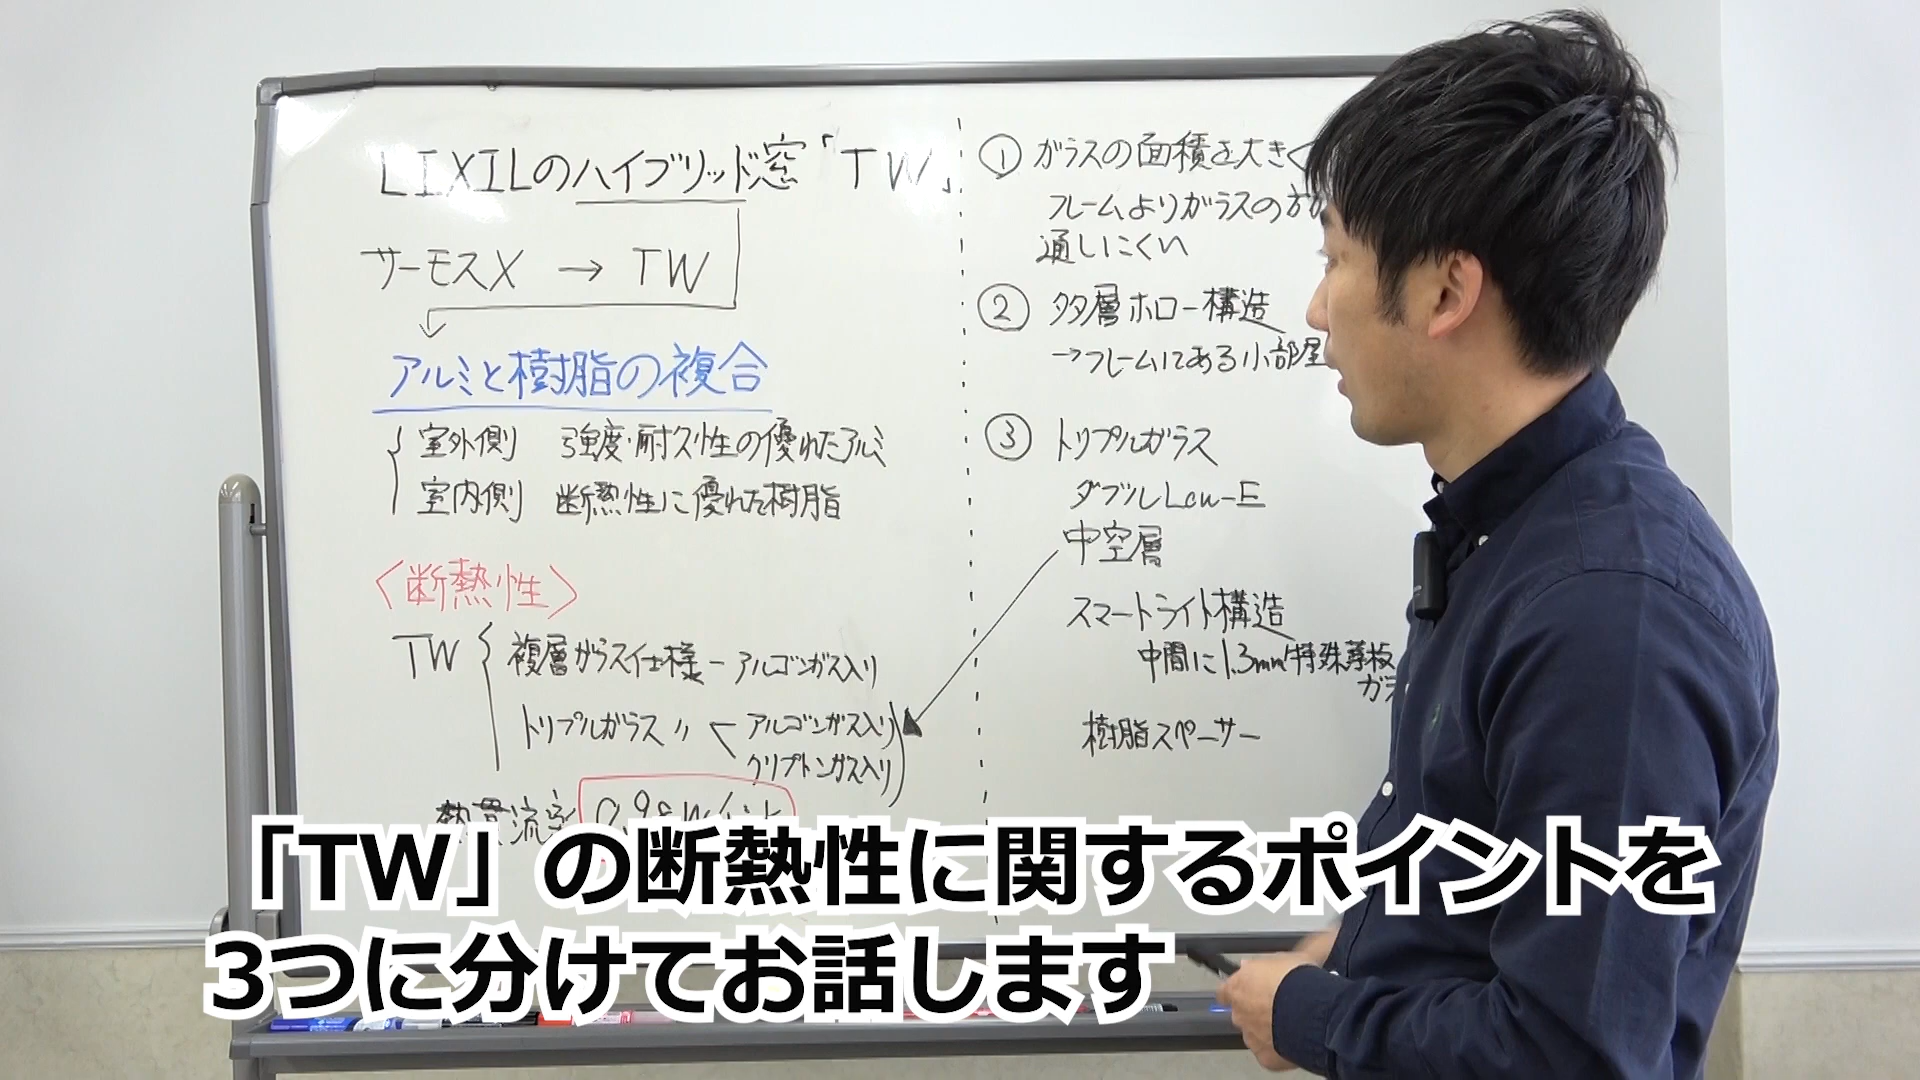 LIXILのハイブリッド窓「TW」
サーモスX → TW
アルミと樹脂の複合
室外側 強度・耐久性の優れたアルミ
室内側 断熱性に優れた樹脂
〈断熱性〉
TW
複層ガラス仕様 - アルゴンガス入り
トリプルガラス 〃 アルゴンガス入り
クリプトンガス入り
熱貫流率
① ガラスの面積を大きく
フレームよりガラスの方が
通しにくい
② 多層ホロー構造
→フレームにある小部屋
③ トリプルガラス
ダブルLow-E
中空層
スマートライト構造
中間に1.3mm特殊薄板
ガラ
樹脂スペーサー
「TW」の断熱性に関するポイントを
3つに分けてお話します